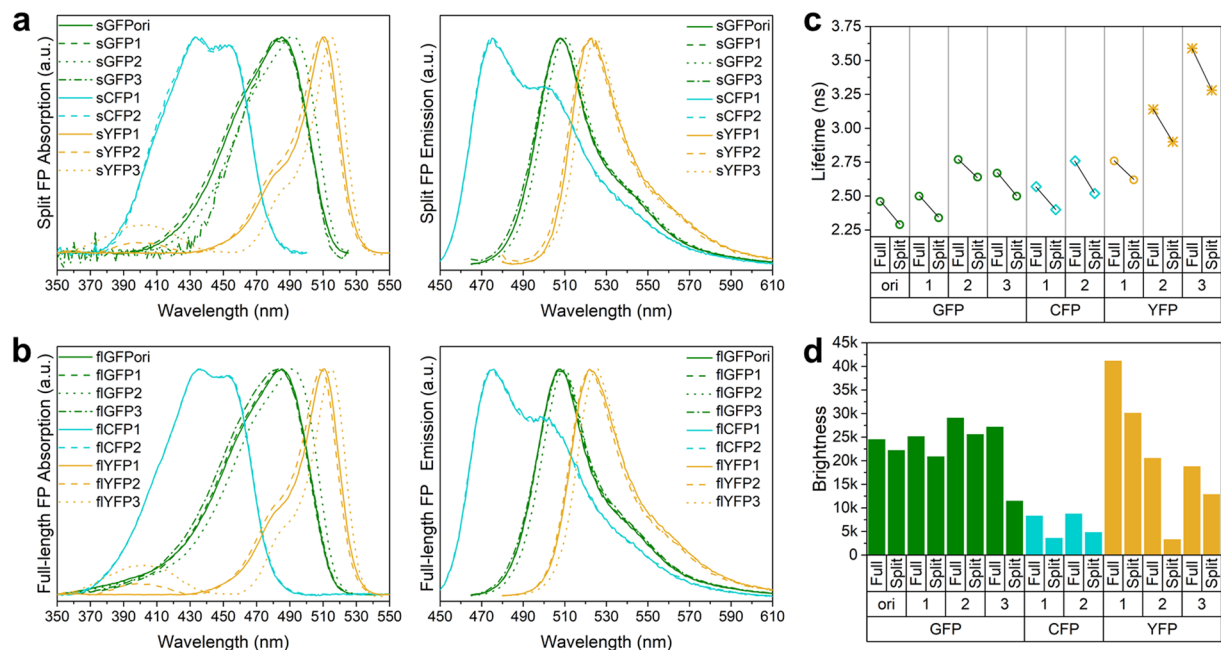 a
Split FP Absorption (a.u.)
sGFPori
sGFP1
sGFP2
sGFP3
sCFP1
sCFP2
sYFP1
sYFP2
sYFP3
350 370 390 410 430 450 470 490 510 530 550
Wavelength (nm)
Split FP Emission (a.u.)
sGFPori
sGFP1
sGFP2
sGFP3
sCFP1
sCFP2
sYFP1
sYFP2
sYFP3
450 470 490 510 530 550 570 590 610
Wavelength (nm)
b
Full-length FP Absorption (a.u.)
flGFPori
flGFP1
flGFP2
flGFP3
flCFP1
flCFP2
flYFP1
flYFP2
flYFP3
350 370 390 410 430 450 470 490 510 530 550
Wavelength (nm)
Full-length FP Emission (a.u.)
flGFPori
flGFP1
flGFP2
flGFP3
flCFP1
flCFP2
flYFP1
flYFP2
flYFP3
450 470 490 510 530 550 570 590 610
Wavelength (nm)
c
Lifetime (ns)
3.75
3.50
3.25
3.00
2.75
2.50
2.25
Full Split Full Split Full Split Full Split Full Split Full Split Full Split Full Split Full Split
ori 1 2 3 1 2 1 2 3
GFP CFP YFP
d
Brightness
45k
40k
35k
30k
25k
20k
15k
10k
5k
0
Full Split Full Split Full Split Full Split Full Split Full Split Full Split Full Split Full Split
ori 1 2 3 1 2 1 2 3
GFP CFP YFP